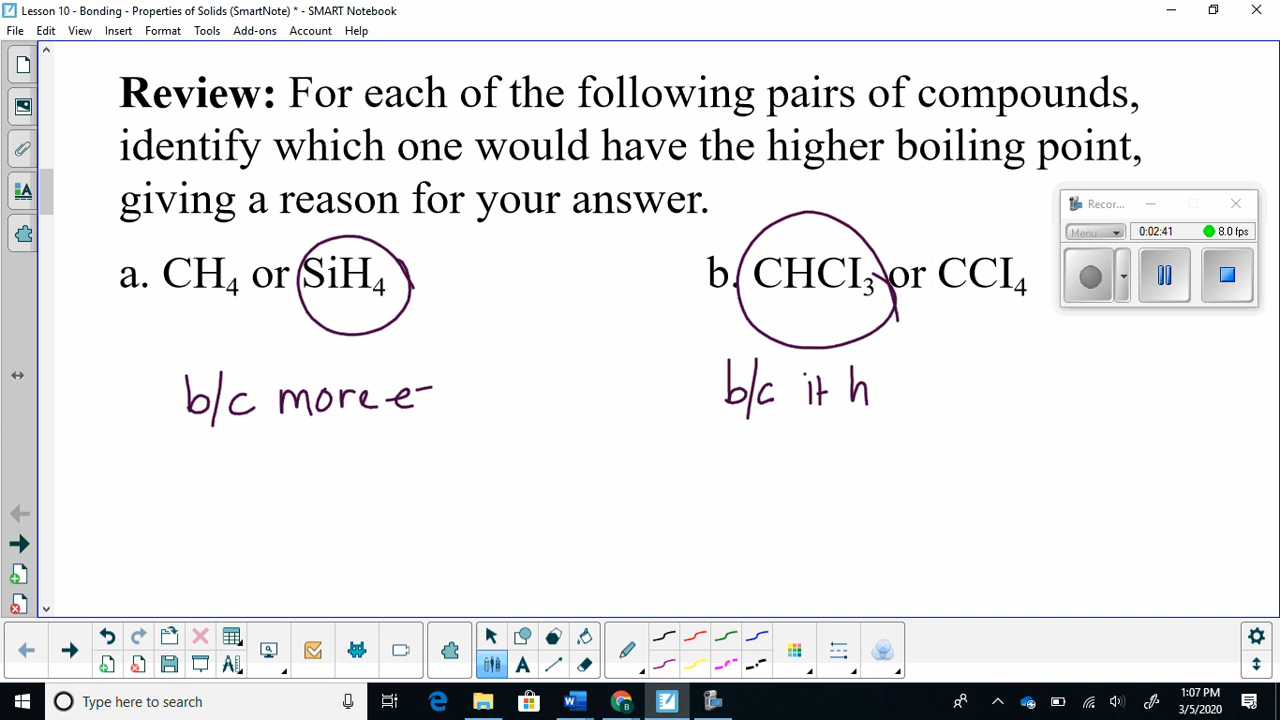 Lesson 10 - Bonding - Properties of Solids (SmartNote) * - SMART Notebook
File Edit View Insert Format Tools Add-ons Account Help
Review: For each of the following pairs of compounds,
identify which one would have the higher boiling point,
giving a reason for your answer.
Recor...
Menu 0:02:41 8.0 fps
a. CH₄ or SiH₄ b. CHCI₃ or CCI₄
b/c more e⁻ b/c it h
Type here to search
1:07 PM
3/5/2020